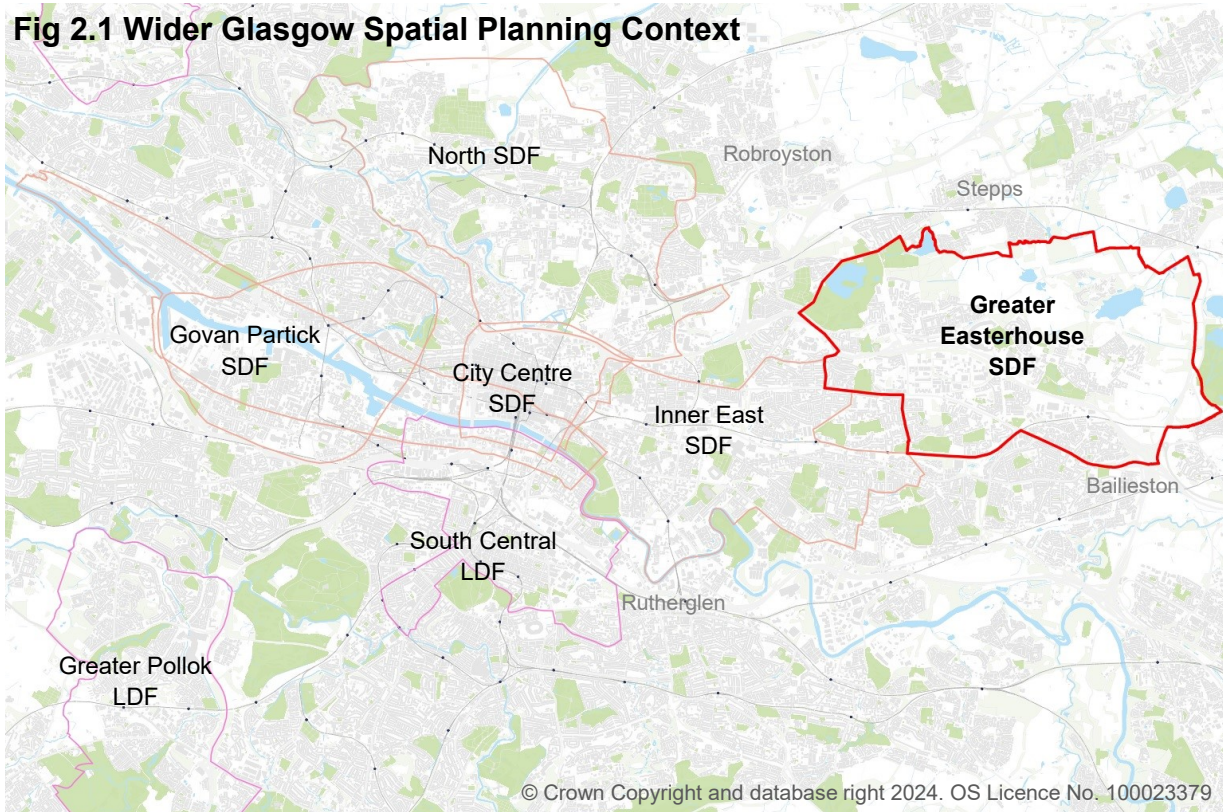 Fig 2.1 Wider Glasgow Spatial Planning Context
North SDF
Robroyston
Stepps
Greater
Easterhouse
SDF
Govan Partick
SDF
City Centre
SDF
Inner East
SDF
Bailieston
South Central
LDF
Rutherglen
Greater Pollok
LDF
© Crown Copyright and database right 2024. OS Licence No. 100023379